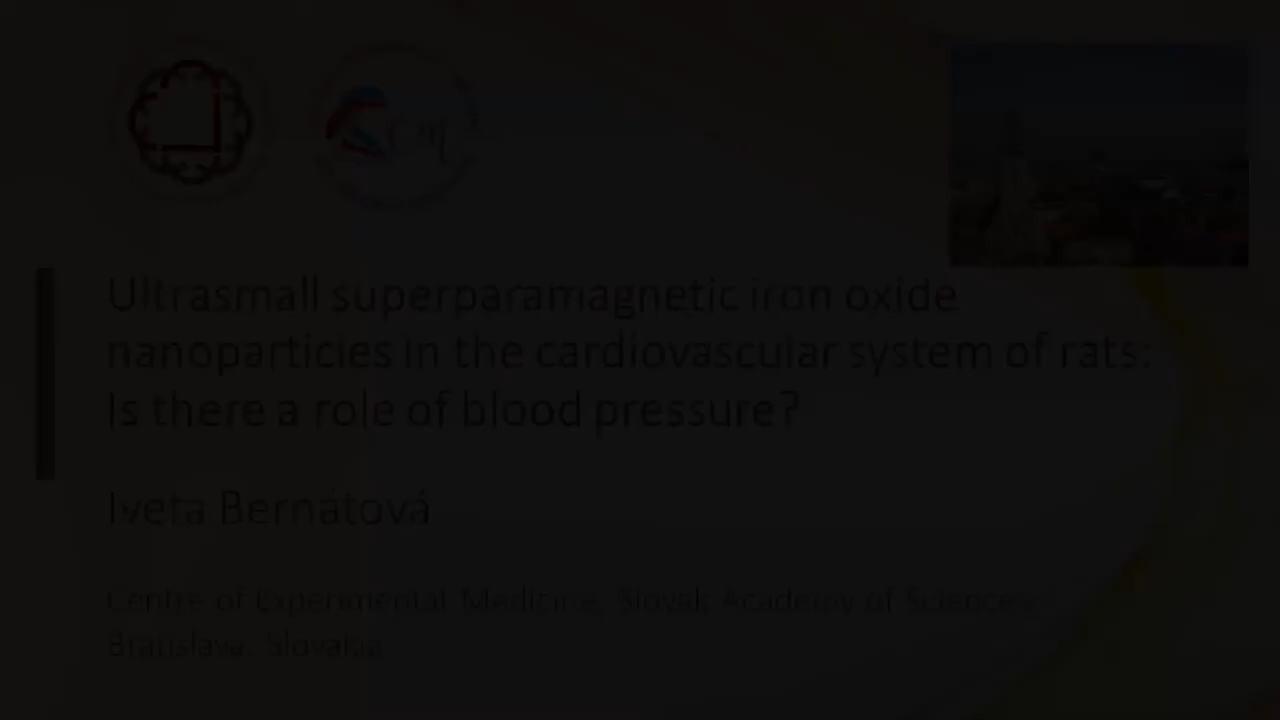 Ultrasmall superparamagnetic iron oxide
nanoparticles in the cardiovascular system of rats:
Is there a role of blood pressure?
Iveta Bernátová
Centre of Experimental Medicine, Slovak Academy of Sciences
Bratislava, Slovakia